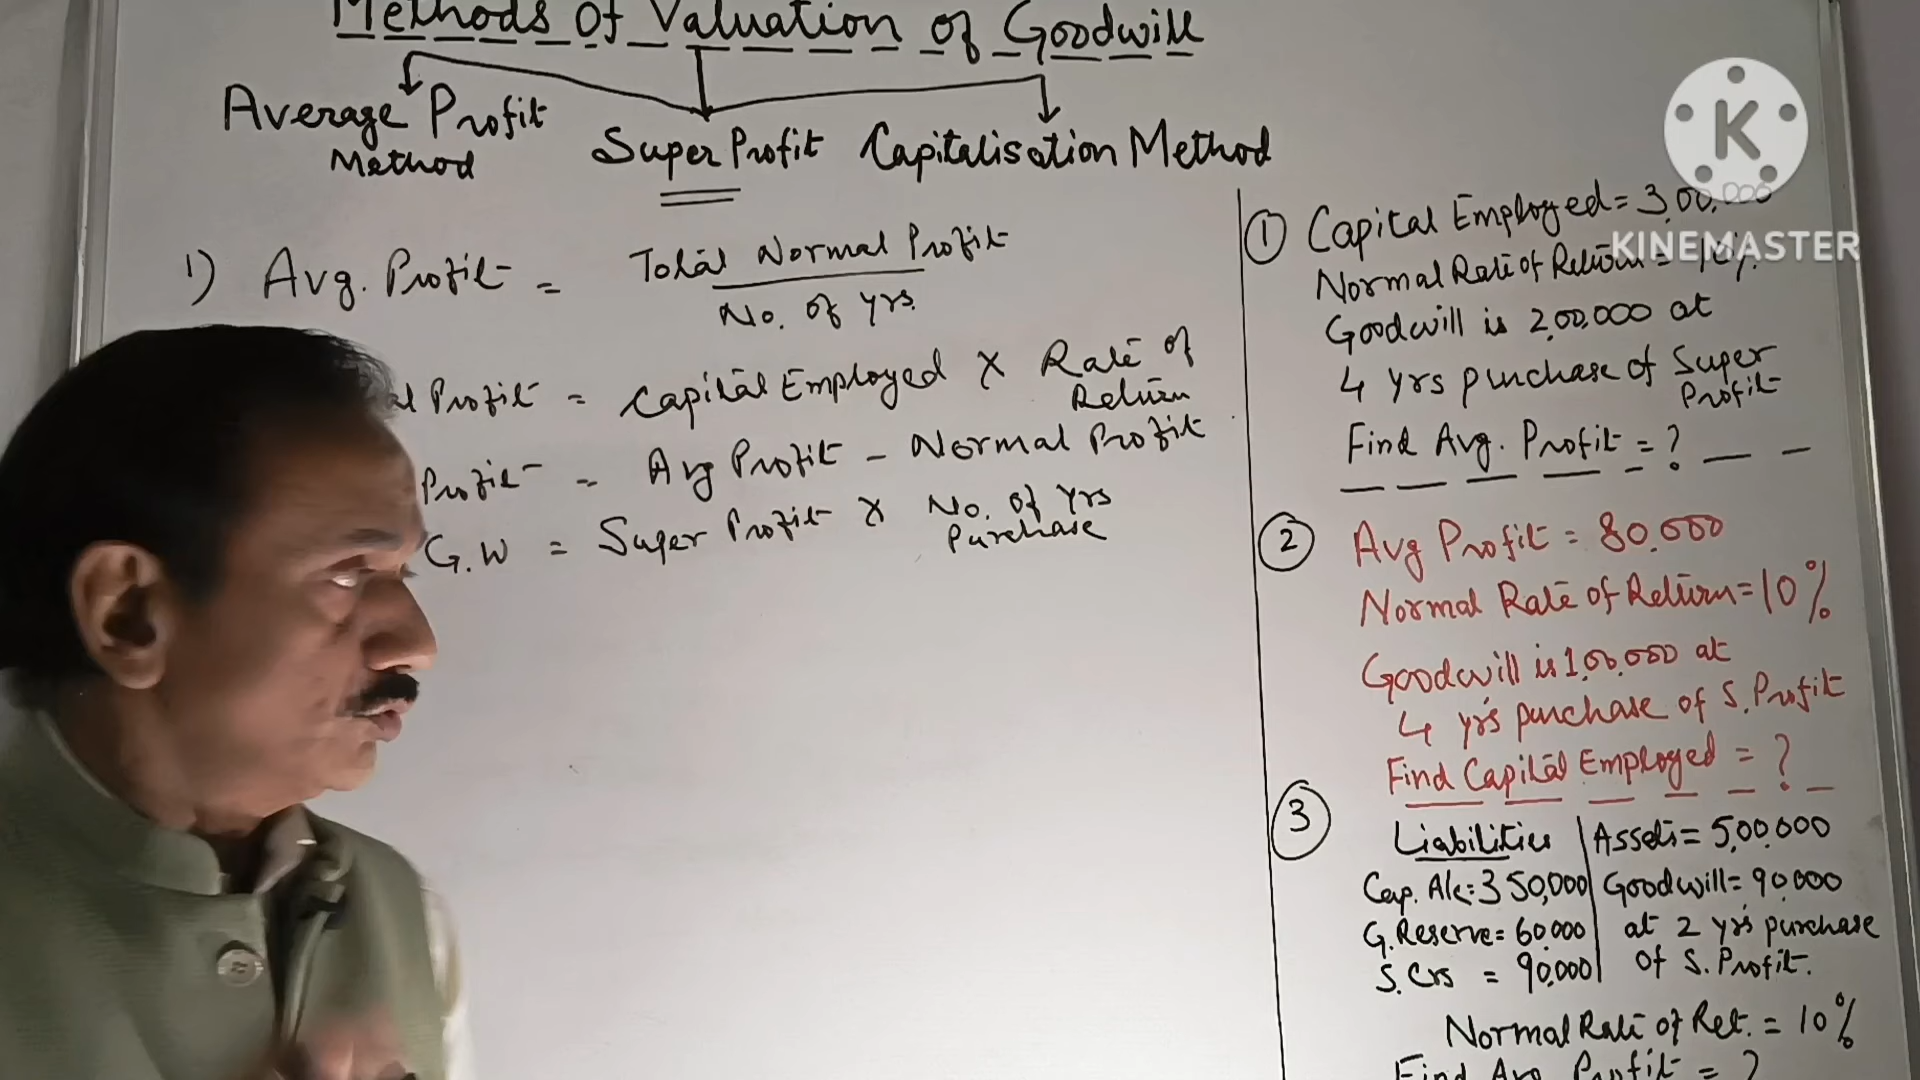 Methods Of Valuation of Goodwill
Average Profit
Method
Super Profit
Capitalisation Method
1) Avg. Profit = Total Normal Profit
No. of yrs.
al Profit = Capital Employed X Rate of
Return
Profit = Avg Profit - Normal Profit
G.W = Super Profit X No. of Yrs
Purchase
① Capital Employed = 3,00,000
Normal Rate of Return = 10%
Goodwill is 2,00,000 at
4 yrs purchase of Super
Profit
Find Avg. Profit = ?
② Avg Profit = 80,000
Normal Rate of Return = 10%
Goodwill is 1,00,000 at
4 yrs purchase of S. Profit
Find Capital Employed = ?
③ Liabilities | Assets = 5,00,000
Cap. A/c = 3 50,000 | Goodwill = 90,000
G. Reserve = 60,000 | at 2 yrs purchase
S. Crs = 90,000 | of S. Profit.
Normal Rate of Ret. = 10%
Find Avg Profit = ?
K
KINEMASTER